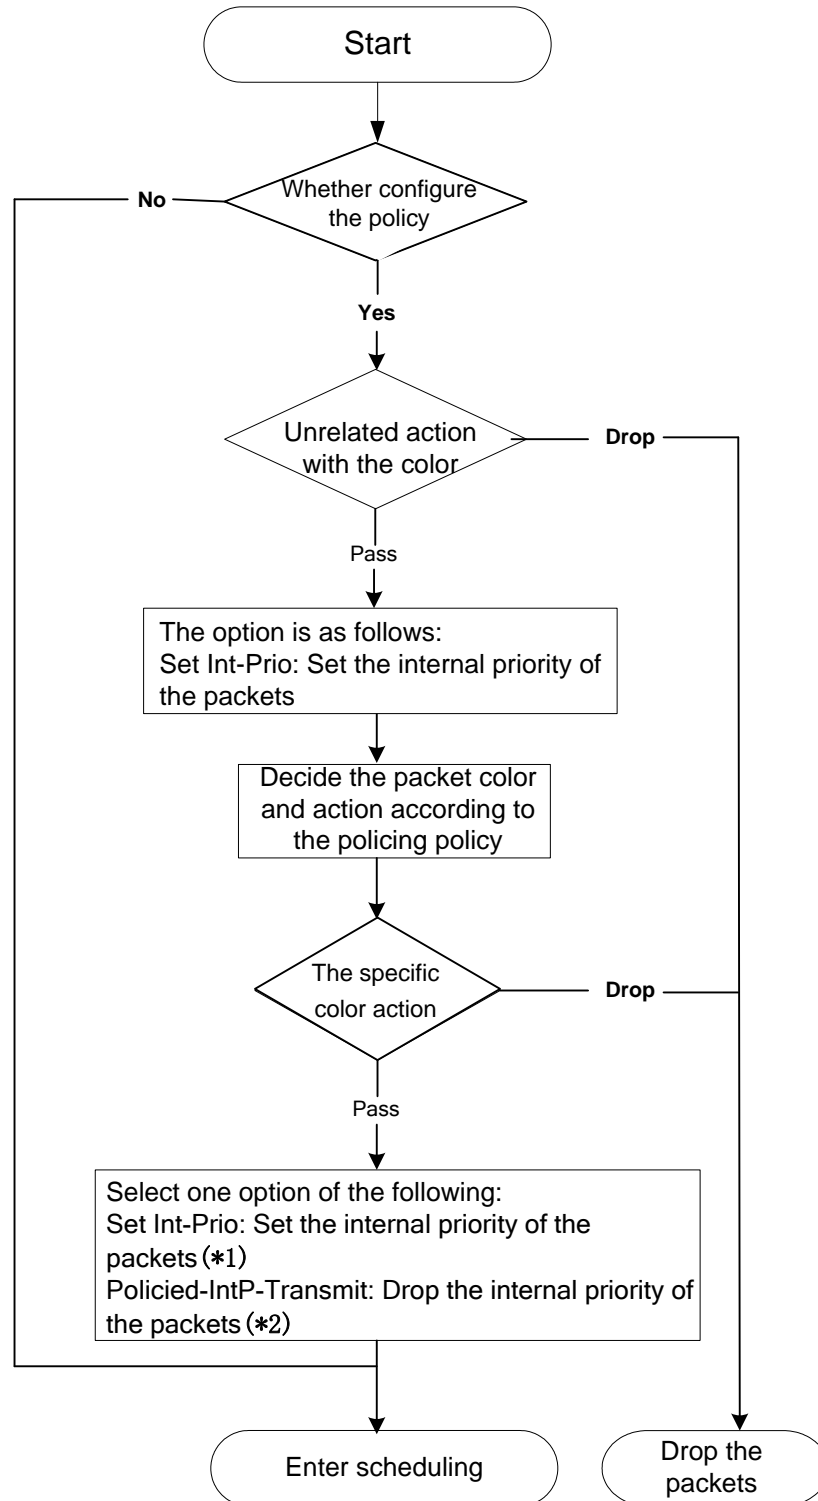 Start
Whether configure
the policy
No
Yes
Unrelated action
with the color
Drop
Pass
The option is as follows:
Set Int-Prio: Set the internal priority of
the packets
Decide the packet color
and action according to
the policing policy
The specific
color action
Drop
Pass
Select one option of the following:
Set Int-Prio: Set the internal priority of the
packets(*1)
Policied-IntP-Transmit: Drop the internal priority of
the packets(*2)
Enter scheduling
Drop the
packets